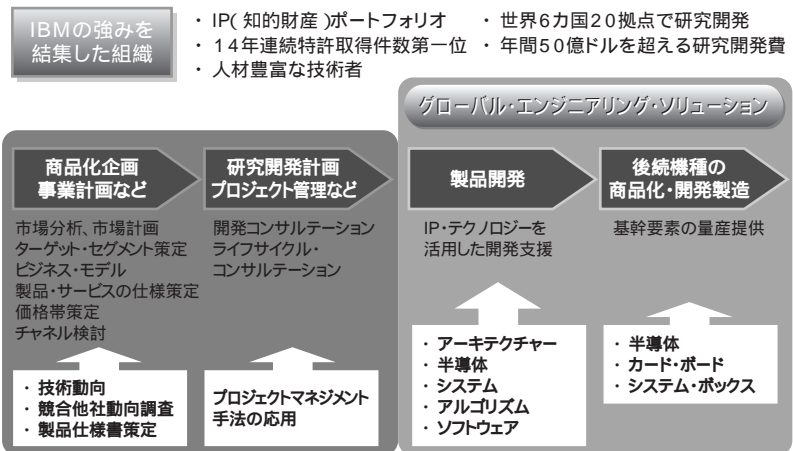 IBMの強みを
結集した組織
・ IP( 知的財産 )ポートフォリオ
・ 14年連続特許取得件数第一位
・ 人材豊富な技術者
・ 世界6カ国20拠点で研究開発
・ 年間50億ドルを超える研究開発費
グローバル・エンジニアリング・ソリューション
商品化企画
事業計画など
市場分析、市場計画
ターゲット・セグメント策定
ビジネス・モデル
製品・サービスの仕様策定
価格帯策定
チャネル検討
・ 技術動向
・ 競合他社動向調査
・ 製品仕様書策定
研究開発計画
プロジェクト管理など
開発コンサルテーション
ライフサイクル・
コンサルテーション
プロジェクトマネジメント
手法の応用
製品開発
IP・テクノロジーを
活用した開発支援
・ アーキテクチャー
・ 半導体
・ システム
・ アルゴリズム
・ ソフトウェア
後続機種の
商品化・開発製造
基幹要素の量産提供
・ 半導体
・ カード・ボード
・ システム・ボックス